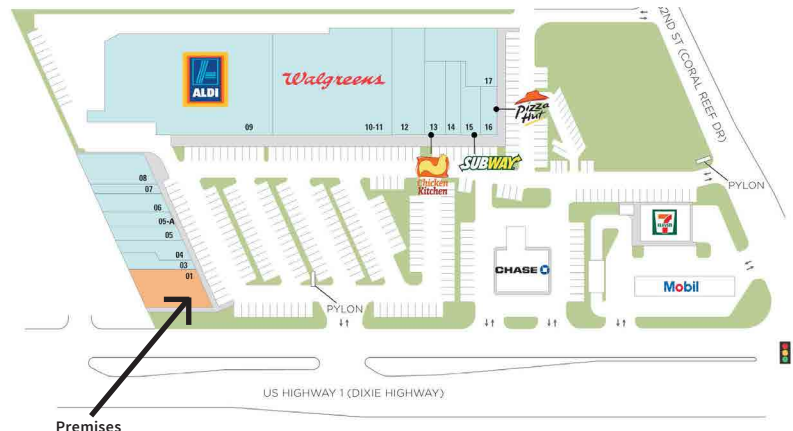 ALDI
Walgreens
09
10-11
12
13
14
15
16
17
Pizza
Hut
Chicken
Kitchen
SUBWAY
52ND ST (CORAL REEF DR)
PYLON
08
07
06
05-A
05
04
03
01
PYLON
CHASE
7
ELEVEN
Mobil
US HIGHWAY 1 (DIXIE HIGHWAY)
Premises